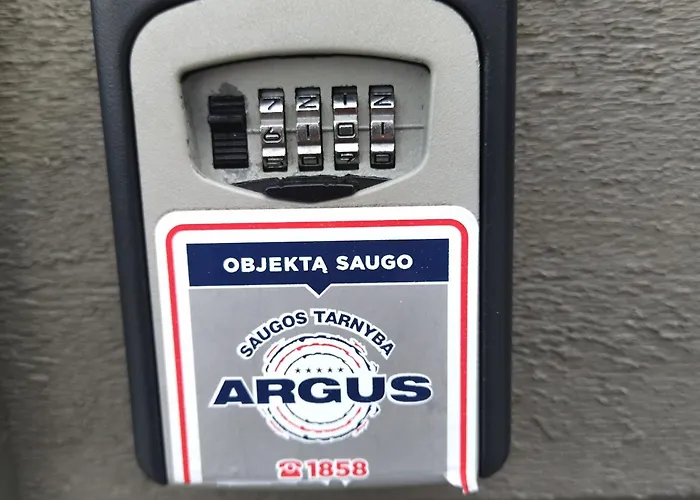 OBJEKTĄ SAUGO
SAUGOS TARNYBA
ARGUS
☎1858